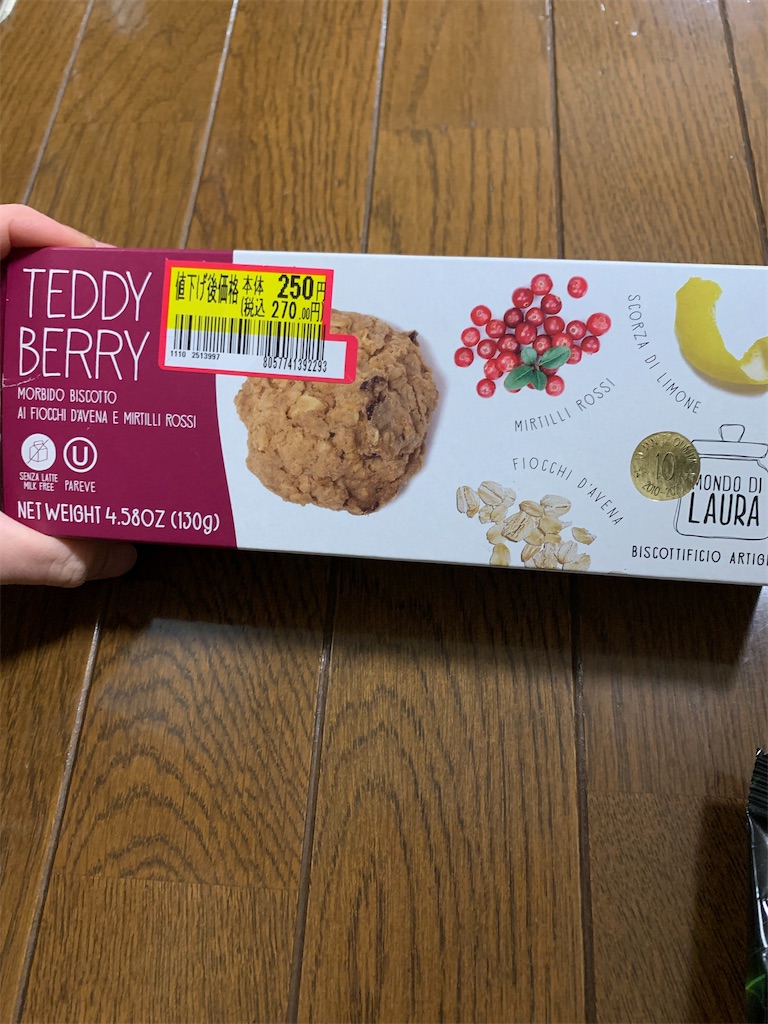 TEDDY
BERRY
MORBIDO BISCOTTO
AI FIOCCHI D'AVENA E MIRTILLI ROSSI
SENZA LATTE
MILK FREE
U
PAREVE
NET WEIGHT 4.58OZ (130g)
値下げ後価格 本体 250円
(税込 270.00円)
1110 2513997
8057741392293
MIRTILLI ROSSI
SCORZA DI LIMONE
FIOCCHI D'AVENA
10
MONDO DI
LAURA
BISCOTTIFICIO ARTIG